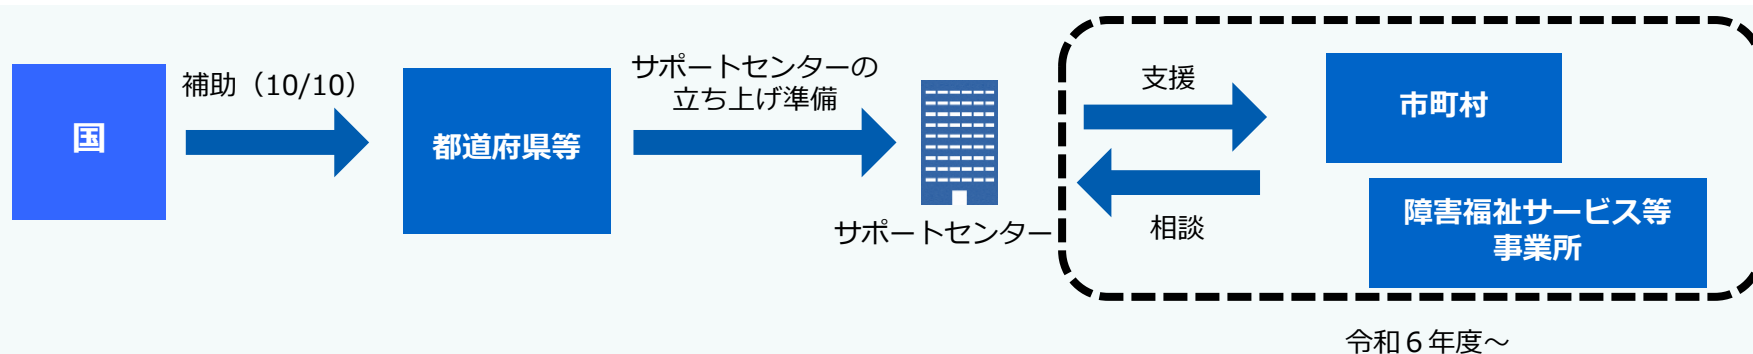 国
補助（10/10）
都道府県等
サポートセンターの
立ち上げ準備
サポートセンター
支援
相談
市町村
障害福祉サービス等
事業所
令和６年度～